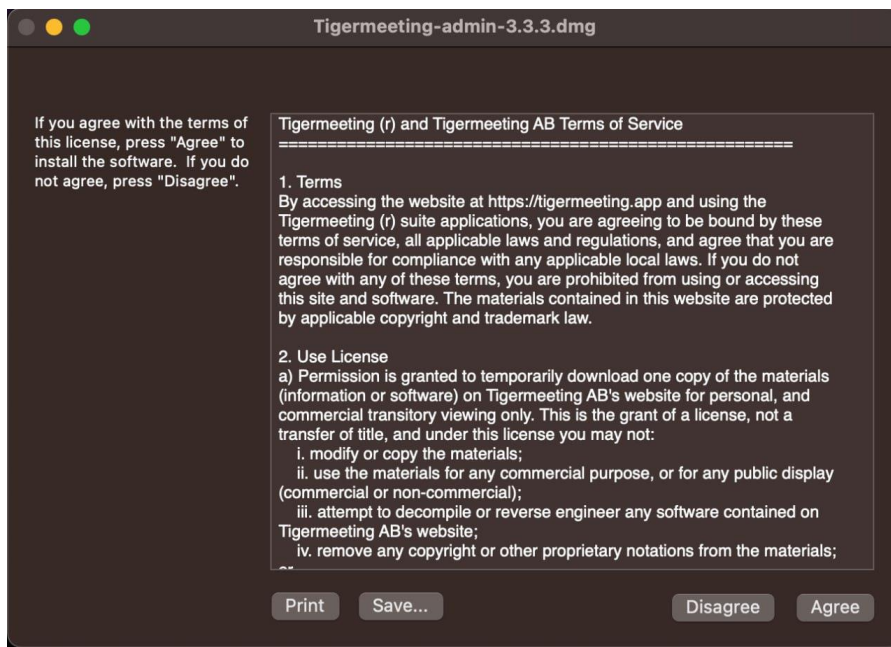 Tigermeeting-admin-3.3.3.dmg
If you agree with the terms of
this license, press "Agree" to
install the software.  If you do
not agree, press "Disagree".
Tigermeeting (r) and Tigermeeting AB Terms of Service
=====================================================
1. Terms
By accessing the website at https://tigermeeting.app and using the
Tigermeeting (r) suite applications, you are agreeing to be bound by these
terms of service, all applicable laws and regulations, and agree that you are
responsible for compliance with any applicable local laws. If you do not
agree with any of these terms, you are prohibited from using or accessing
this site and software. The materials contained in this website are protected
by applicable copyright and trademark law.
2. Use License
a) Permission is granted to temporarily download one copy of the materials
(information or software) on Tigermeeting AB's website for personal, and
commercial transitory viewing only. This is the grant of a license, not a
transfer of title, and under this license you may not:
i. modify or copy the materials;
ii. use the materials for any commercial purpose, or for any public display
(commercial or non-commercial);
iii. attempt to decompile or reverse engineer any software contained on
Tigermeeting AB's website;
iv. remove any copyright or other proprietary notations from the materials;
Print
Save...
Disagree
Agree